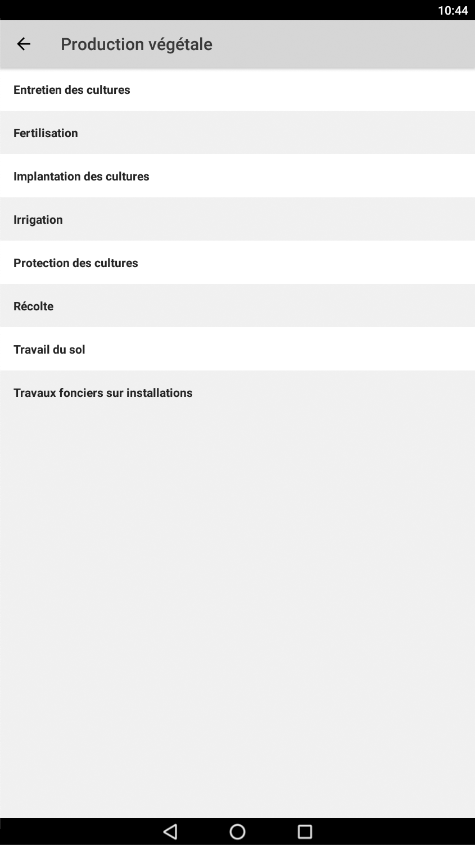 10:44
Production végétale
Entretien des cultures
Fertilisation
Implantation des cultures
Irrigation
Protection des cultures
Récolte
Travail du sol
Travaux fonciers sur installations